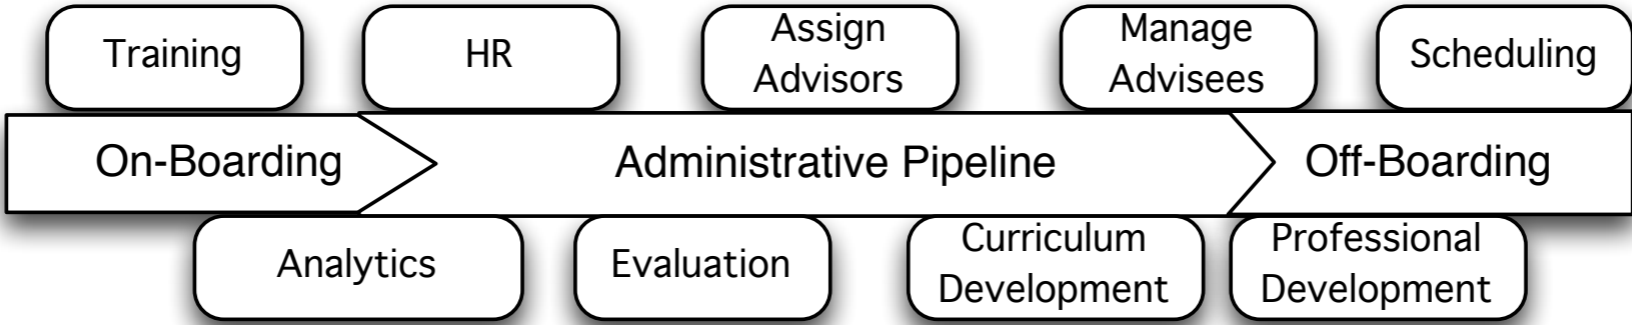 Training
HR
Assign
Advisors
Manage
Advisees
Scheduling
On-Boarding
Administrative Pipeline
Off-Boarding
Analytics
Evaluation
Curriculum
Development
Professional
Development